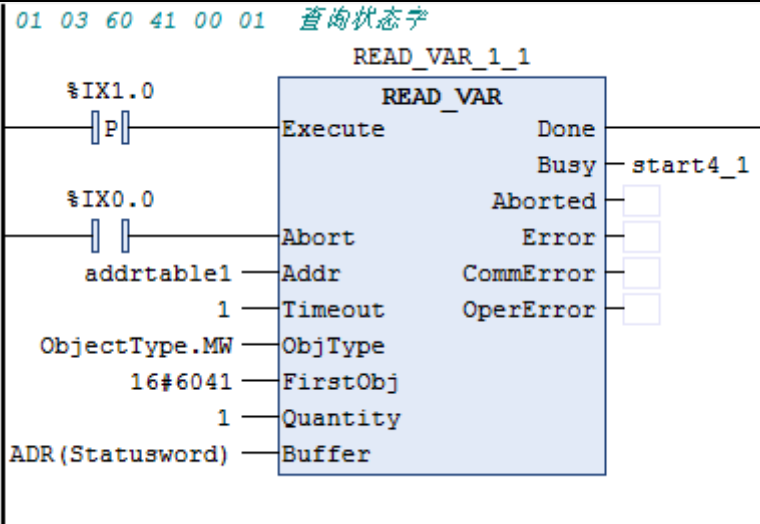 01 03 60 41 00 01 查询状态字
READ_VAR_1_1
%IX1.0
READ_VAR
P
Execute
Done
Busy
start4_1
%IX0.0
Aborted
Abort
Error
addrtable1
Addr
CommError
1
Timeout
OperError
ObjectType.MW
ObjType
16#6041
FirstObj
1
Quantity
ADR(Statusword)
Buffer